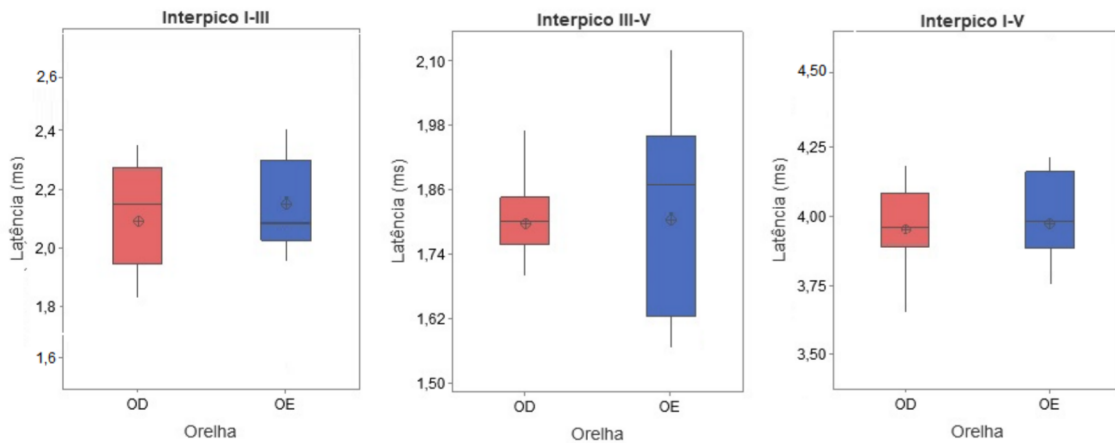 Interpico I-III
Latência (ms)
2,6
2,4
2,2
2,0
1,8
1,6
OD
OE
Orelha
Interpico III-V
Latência (ms)
2,10
1,98
1,86
1,74
1,62
1,50
OD
OE
Orelha
Interpico I-V
Latência (ms)
4,50
4,25
4,00
3,75
3,50
OD
OE
Orelha